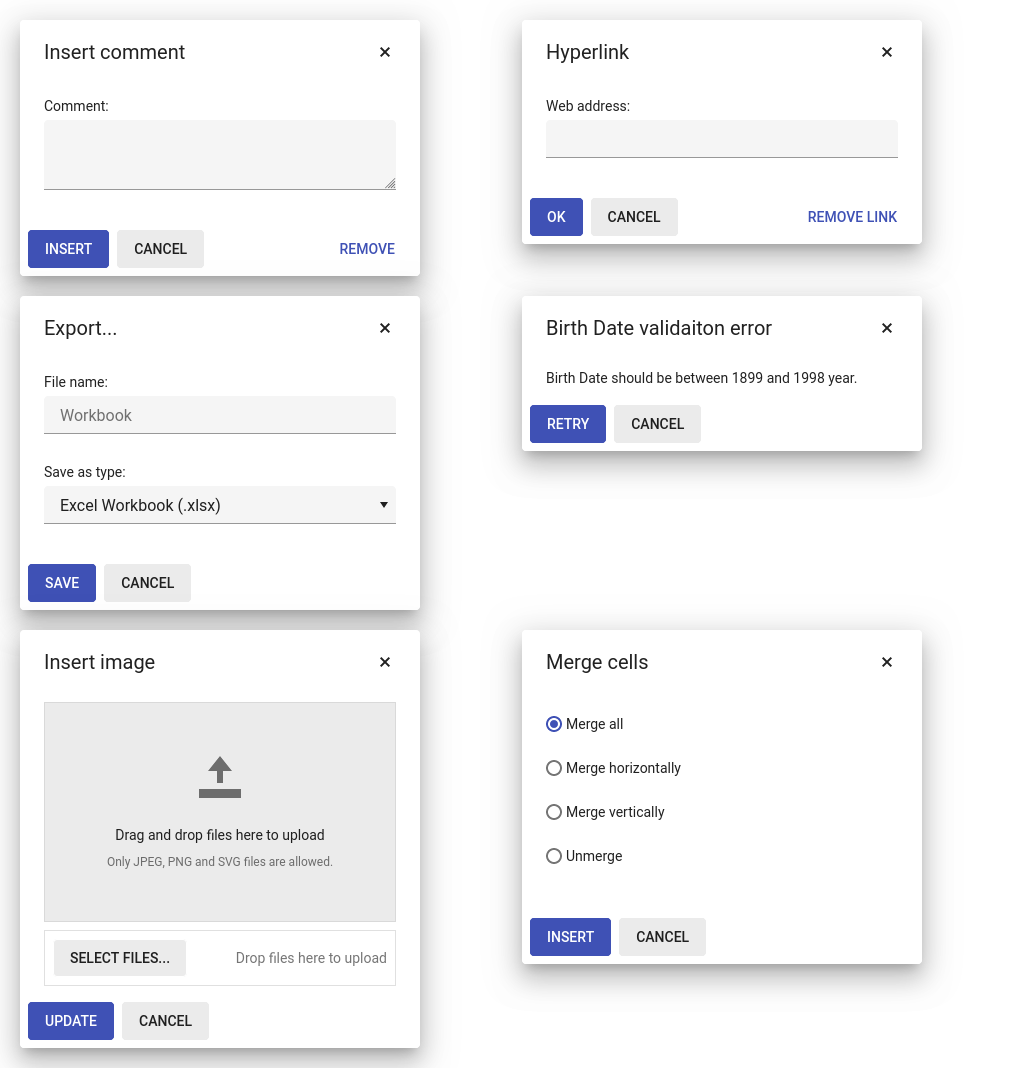 Insert comment
Comment:
INSERT CANCEL REMOVE
Hyperlink
Web address:
OK CANCEL REMOVE LINK
Export...
File name:
Workbook
Save as type:
Excel Workbook (.xlsx)
SAVE CANCEL
Birth Date validaiton error
Birth Date should be between 1899 and 1998 year.
RETRY CANCEL
Insert image
Drag and drop files here to upload
Only JPEG, PNG and SVG files are allowed.
SELECT FILES... Drop files here to upload
UPDATE CANCEL
Merge cells
Merge all
Merge horizontally
Merge vertically
Unmerge
INSERT CANCEL